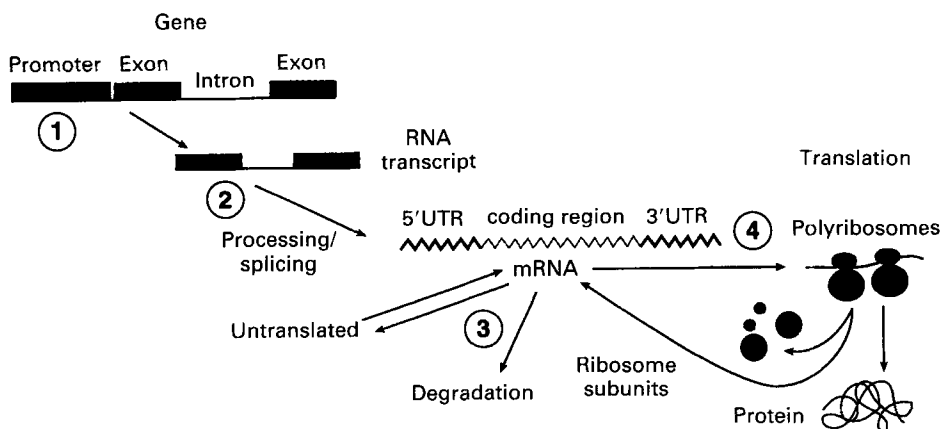 Gene
Promoter
Exon
Intron
Exon
1
RNA
transcript
2
Processing/
splicing
Translation
5′UTR
coding region
3′UTR
4
Polyribosomes
mRNA
Untranslated
3
Degradation
Ribosome
subunits
Protein